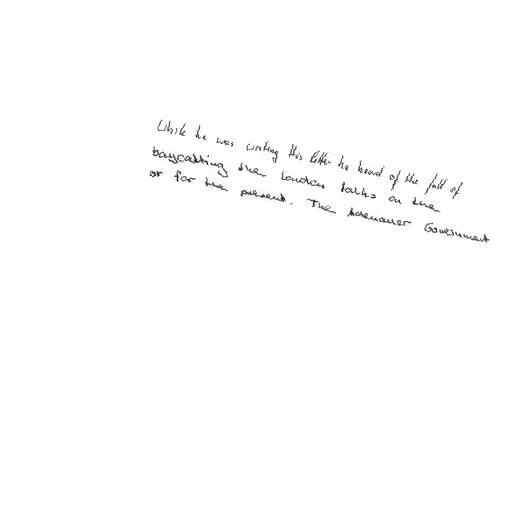 While he was writing this letter he heard of the fall of
boycatting the London talks on the
or for the present. The Adenauer Government